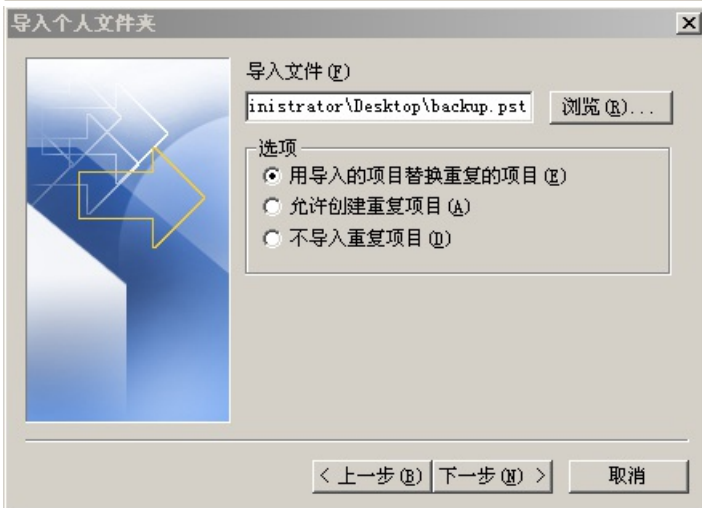 导入个人文件夹
导入文件(F)
inistrator\Desktop\backup.pst
浏览(R)...
选项
用导入的项目替换重复的项目(E)
允许创建重复项目(A)
不导入重复项目(D)
< 上一步(B)
下一步(N) >
取消